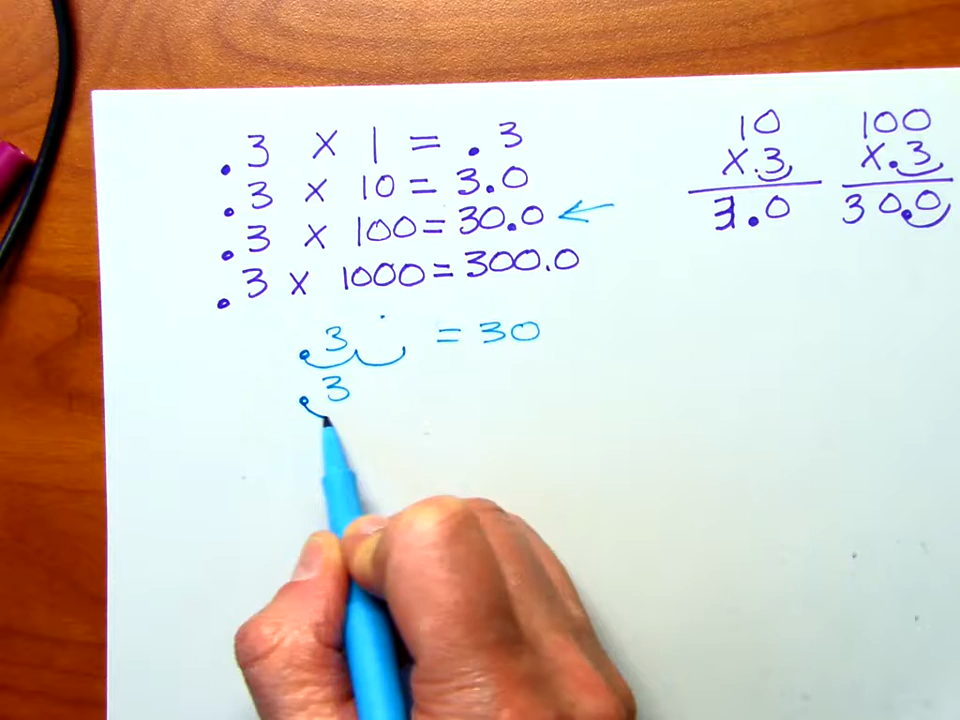 .3 x 1 = .3
.3 x 10 = 3.0
.3 x 100 = 30.0 ←
.3 x 1000 = 300.0
.3 = 30
.3
10
x .3
3.0
100
x .3
30.0